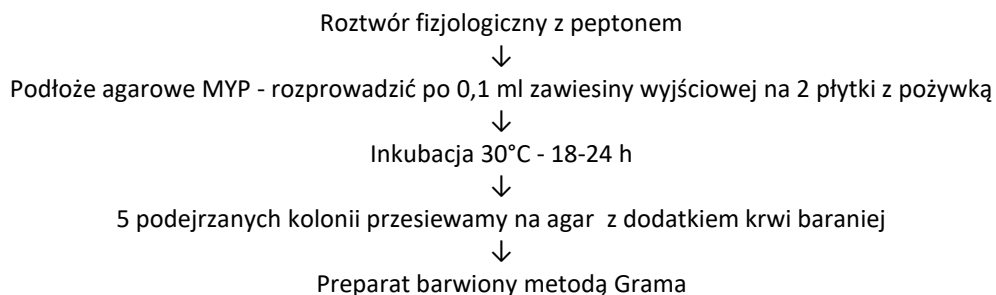 Roztwór fizjologiczny z peptonem
↓
Podłoże agarowe MYP - rozprowadzić po 0,1 ml zawiesiny wyjściowej na 2 płytki z pożywką
↓
Inkubacja 30°C - 18-24 h
↓
5 podejrzanych kolonii przesiewamy na agar z dodatkiem krwi baraniej
↓
Preparat barwiony metodą Grama